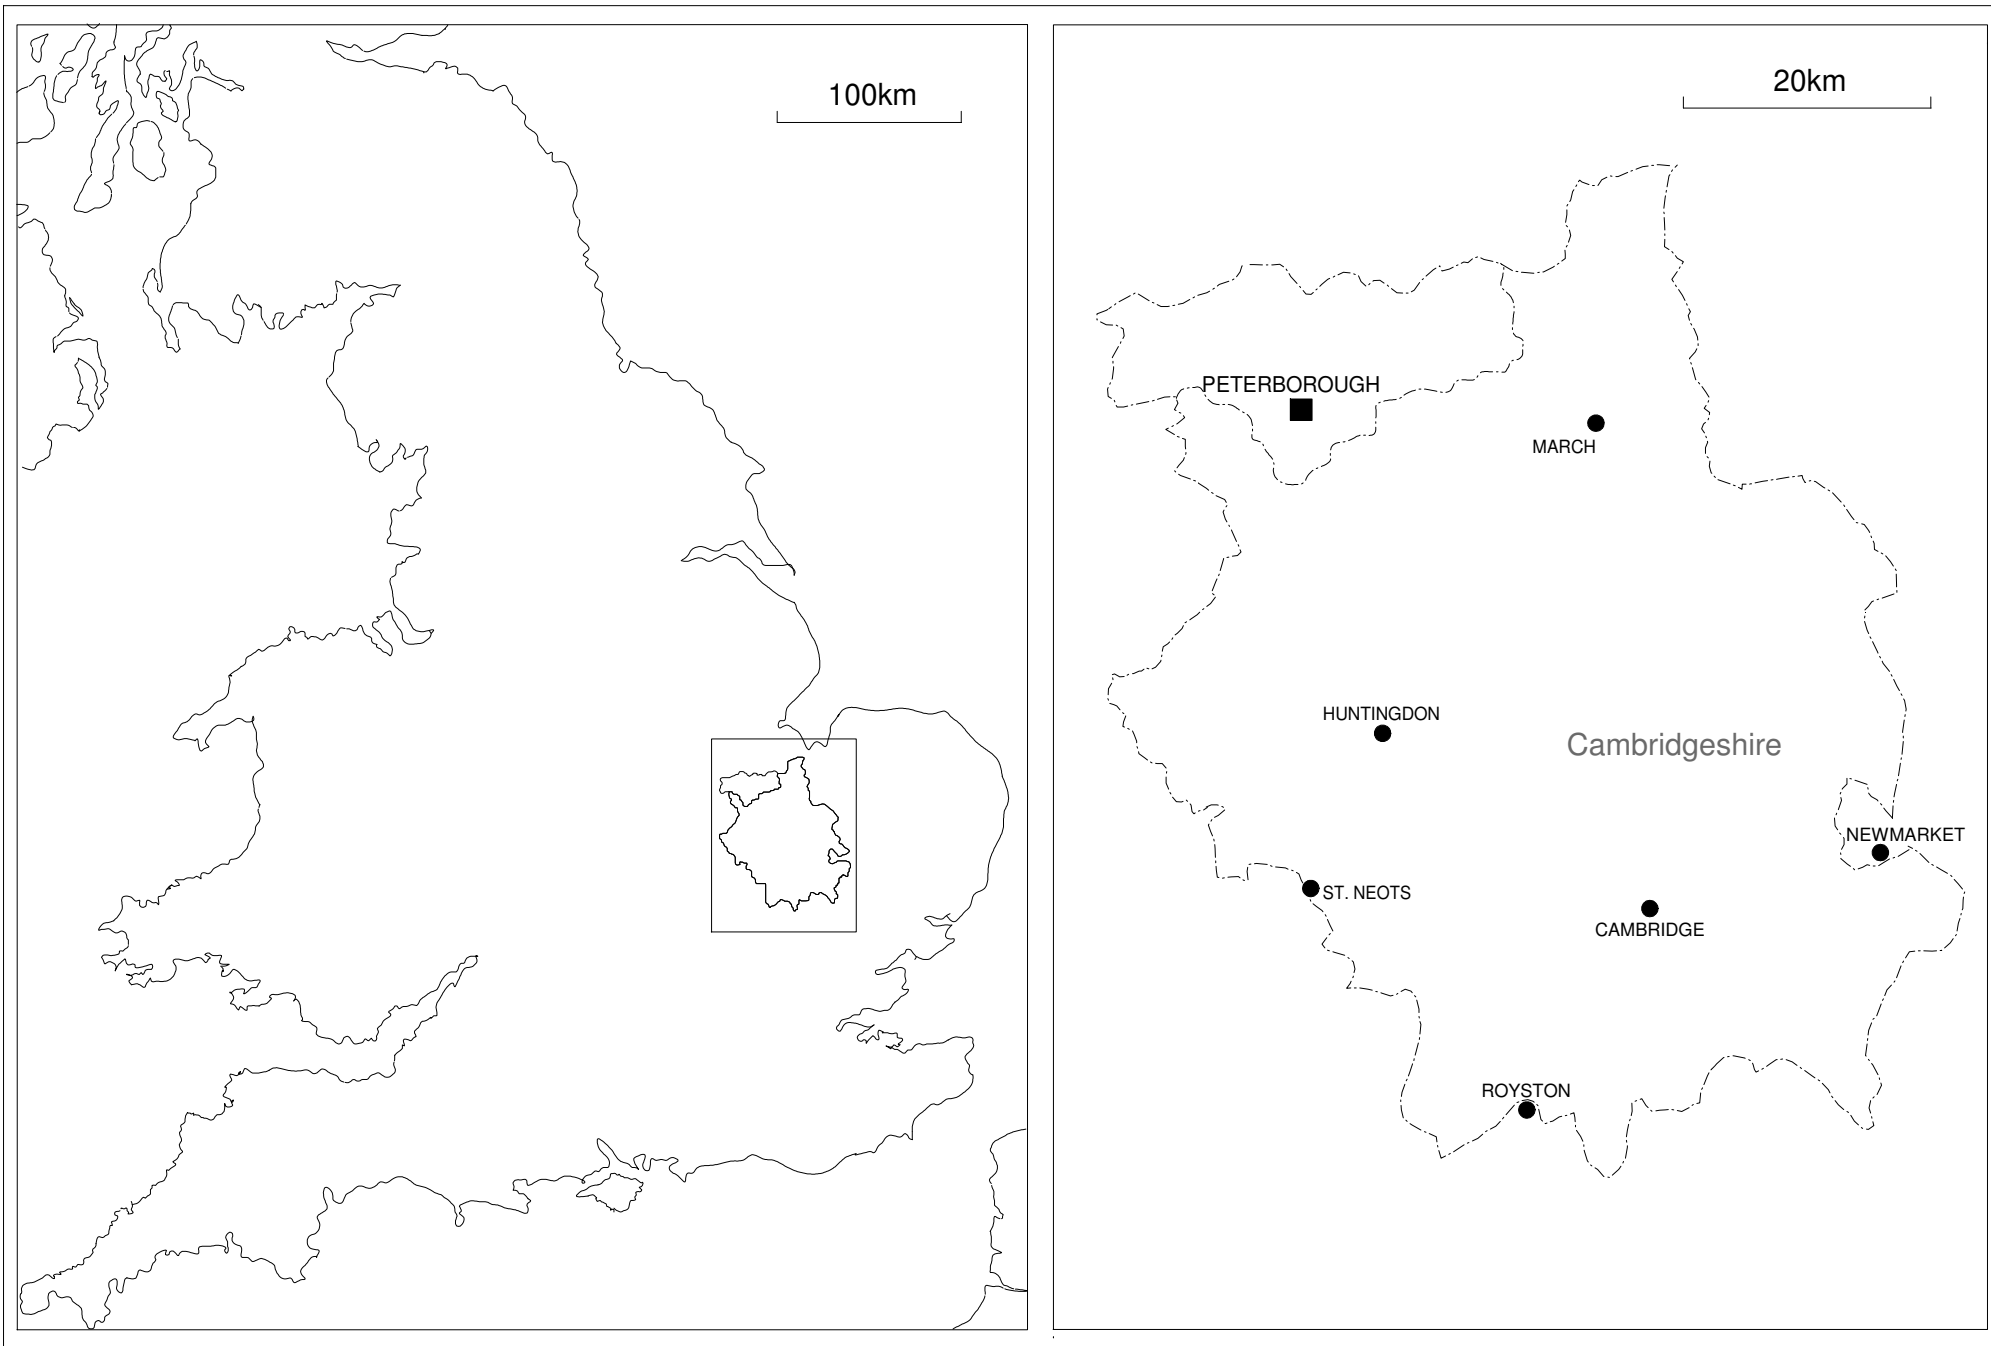 100km
20km
PETERBOROUGH
MARCH
HUNTINGDON
Cambridgeshire
NEWMARKET
ST. NEOTS
CAMBRIDGE
ROYSTON